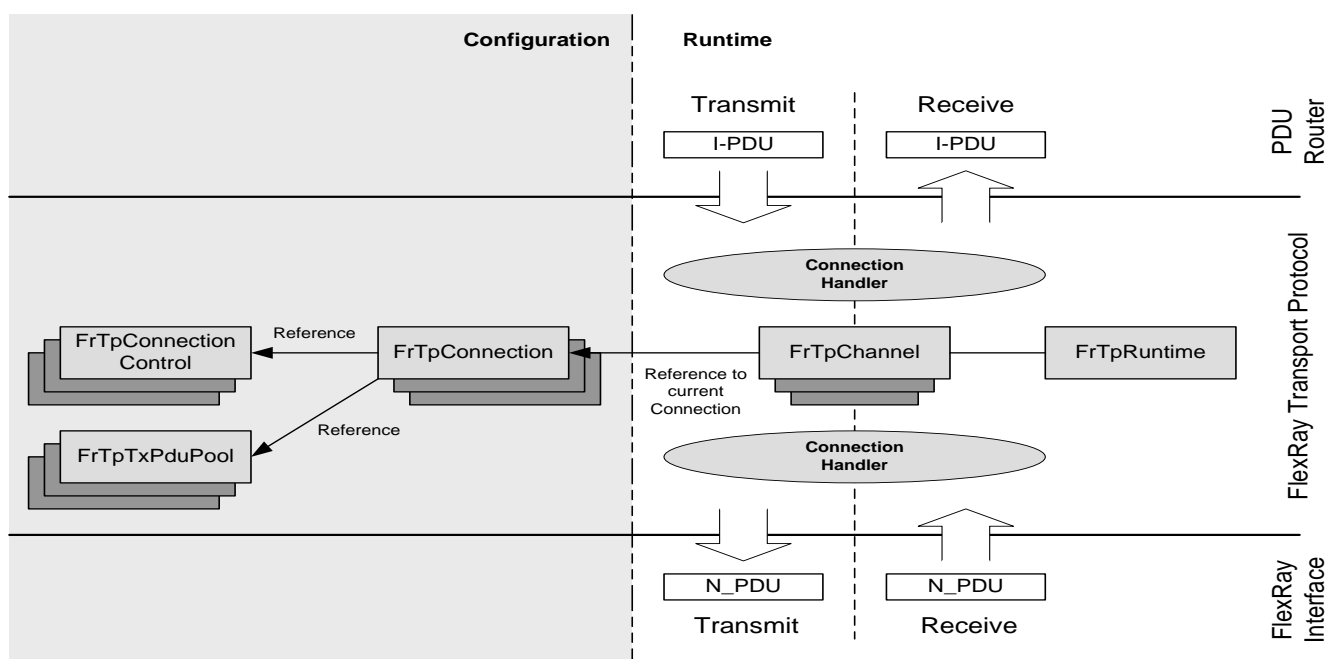 Configuration
Runtime
Transmit
Receive
I-PDU
I-PDU
PDU
Router
Connection
Handler
FrTpConnection
Control
Reference
FrTpConnection
Reference to
current
Connection
FrTpChannel
FrTpRuntime
Reference
FrTpTxPduPool
Connection
Handler
FlexRay Transport Protocol
N_PDU
N_PDU
Transmit
Receive
FlexRay
Interface